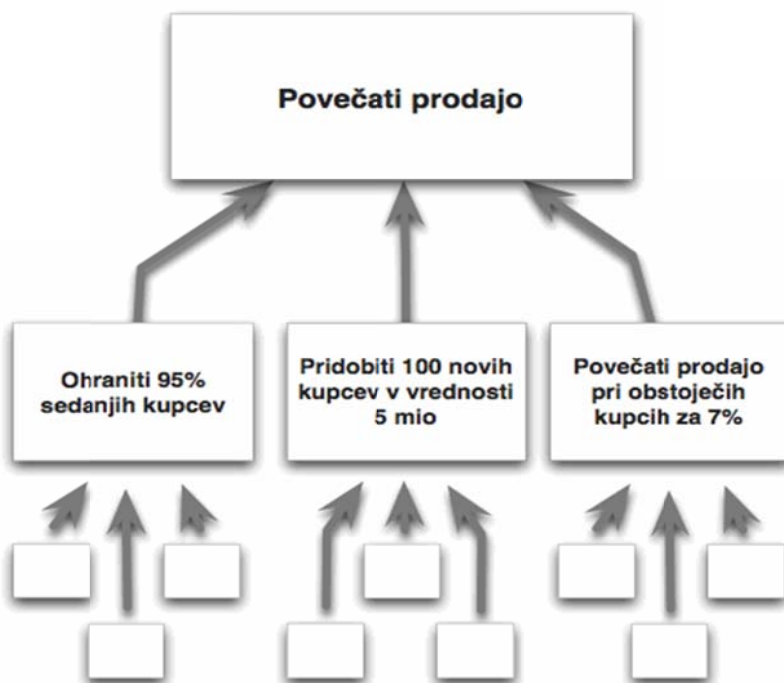 Povečati prodajo
Ohraniti 95%
sedanjih kupcev
Pridobiti 100 novih
kupcev v vrednosti
5 mio
Povečati prodajo
pri obstoječih
kupcih za 7%